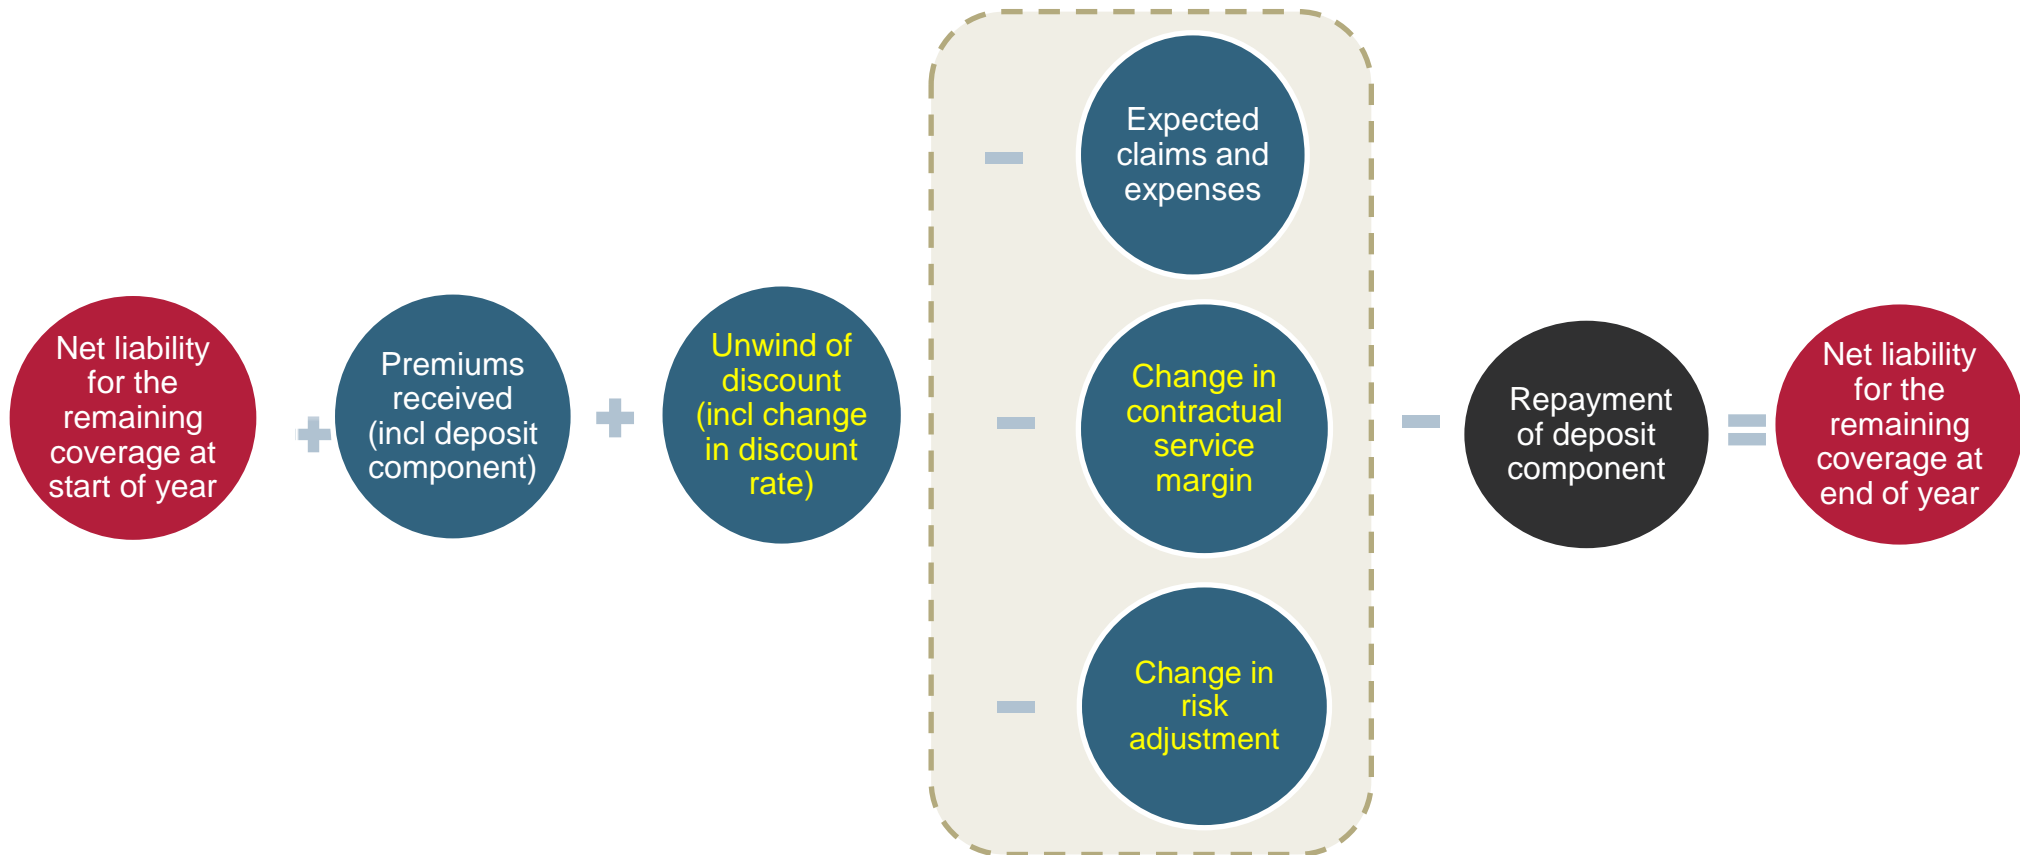 Net liability
for the
remaining
coverage at
start of year
Premiums
received
(incl deposit
component)
Unwind of
discount
(incl change
in discount
rate)
Expected
claims and
expenses
Change in
contractual
service
margin
Change in
risk
adjustment
Repayment
of deposit
component
Net liability
for the
remaining
coverage at
end of year